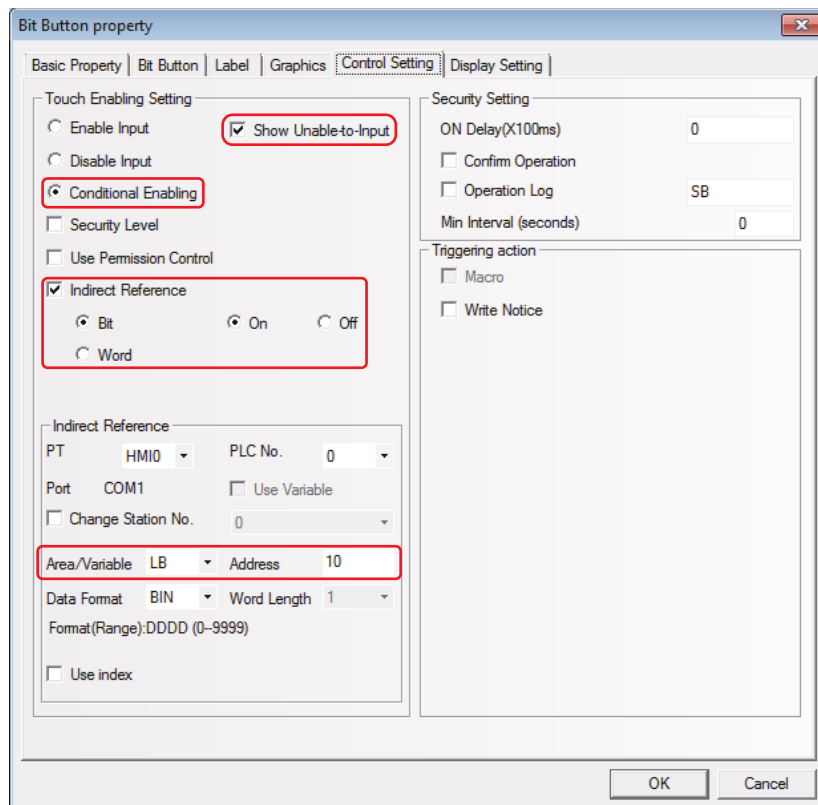 Bit Button property
Basic Property Bit Button Label Graphics Control Setting Display Setting
Touch Enabling Setting
Enable Input Show Unable-to-Input
Disable Input
Conditional Enabling
Security Level
Use Permission Control
Indirect Reference
Bit On Off
Word
Indirect Reference
PT HMI0 PLC No. 0
Port COM1 Use Variable
Change Station No. 0
Area/Variable LB Address 10
Data Format BIN Word Length 1
Format(Range):DDDD (0--9999)
Use index
Security Setting
ON Delay(X100ms) 0
Confirm Operation
Operation Log SB
Min Interval (seconds) 0
Triggering action
Macro
Write Notice
OK Cancel